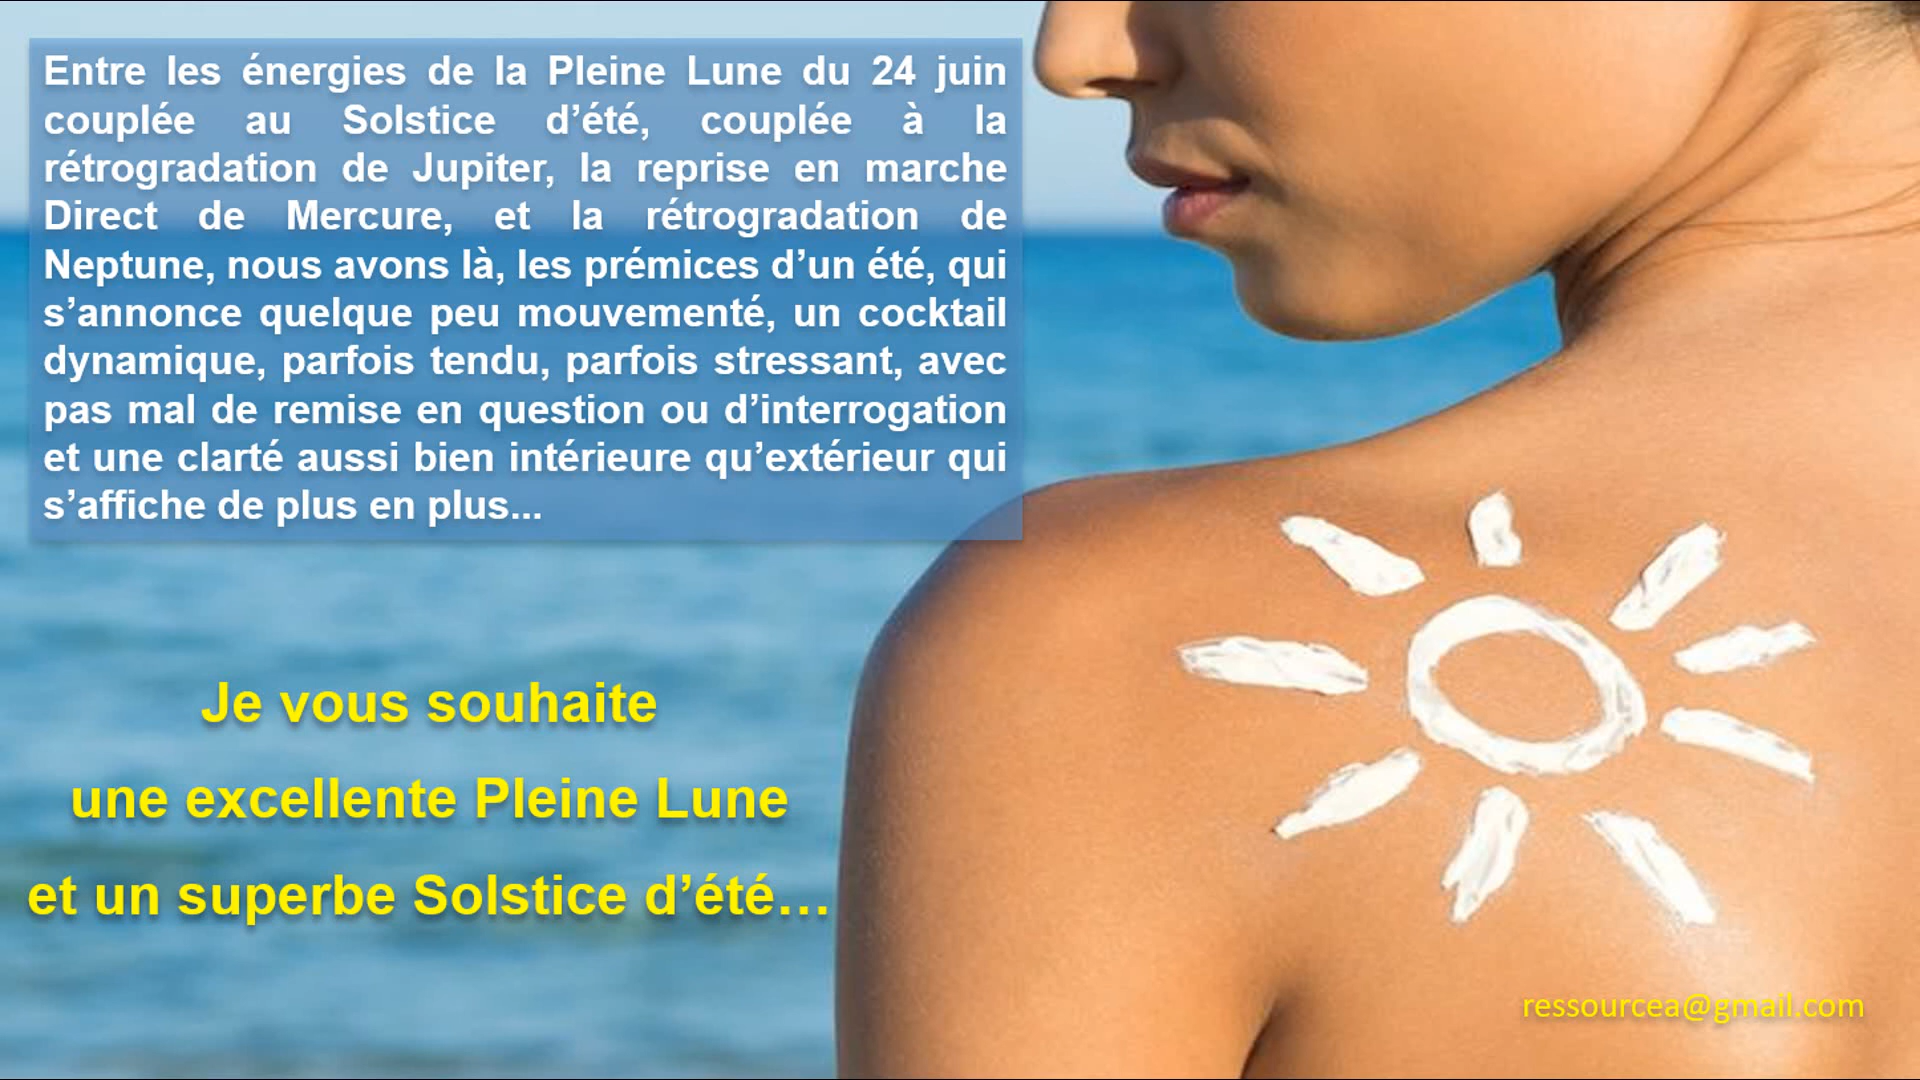 Entre les énergies de la Pleine Lune du 24 juin
couplée au Solstice d’été, couplée à la
rétrogradation de Jupiter, la reprise en marche
Direct de Mercure, et la rétrogradation de
Neptune, nous avons là, les prémices d’un été, qui
s’annonce quelque peu mouvementé, un cocktail
dynamique, parfois tendu, parfois stressant, avec
pas mal de remise en question ou d’interrogation
et une clarté aussi bien intérieure qu’extérieur qui
s’affiche de plus en plus...
Je vous souhaite
une excellente Pleine Lune
et un superbe Solstice d’été…
ressourcea@gmail.com